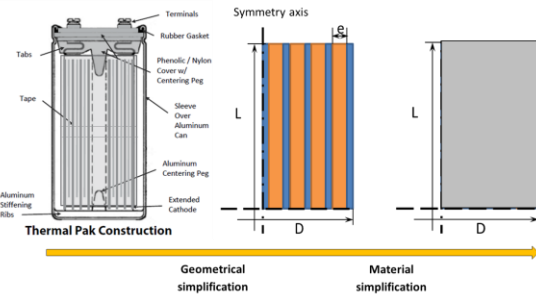 Terminals
Rubber Gasket
Tabs
Phenolic / Nylon
Cover w/
Centering Peg
Tape
Sleeve
Over
Aluminum
Can
Aluminum
Centering Peg
Aluminum
Stiffening
Ribs
Extended
Cathode
Thermal Pak Construction
Symmetry axis
e
L
D
L
D
Geometrical
simplification
Material
simplification